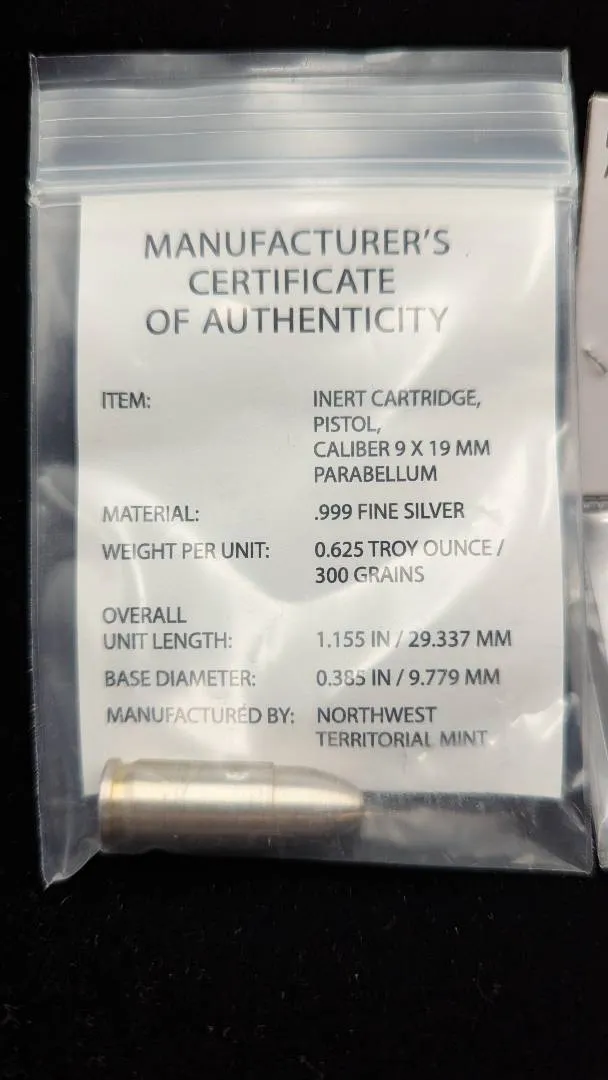 MANUFACTURER'S
CERTIFICATE
OF AUTHENTICITY
ITEM: INERT CARTRIDGE,
PISTOL,
CALIBER 9 X 19 MM
PARABELLUM
MATERIAL: .999 FINE SILVER
WEIGHT PER UNIT: 0.625 TROY OUNCE /
300 GRAINS
OVERALL
UNIT LENGTH: 1.155 IN / 29.337 MM
BASE DIAMETER: 0.385 IN / 9.779 MM
MANUFACTURED BY: NORTHWEST
TERRITORIAL MINT